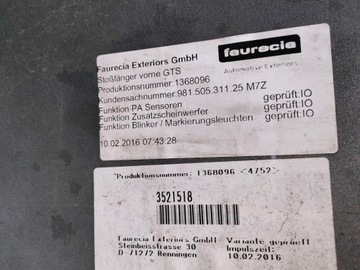 Faurecia Exteriors GmbH
faurecia
Automotive Exteriors
Stoßfänger vorne GTS
Produktionsnummer: 1368096
Kundensachnummer:981.505.311.25 M7Z
Funktion PA Sensoren geprüft:IO
Funktion Zusatzscheinwerfer geprüft:IO
Funktion Blinker / Markierungsleuchten geprüft:IO
10.02.2016 07:43:28
Produktionsnummer: 1368096 <4752>
3521518
Faurecia Exteriors GmbH
Variante geprüft
Steinbeisstrasse 30
Impulszeit:
D-71272 Renningen
10.02.2016